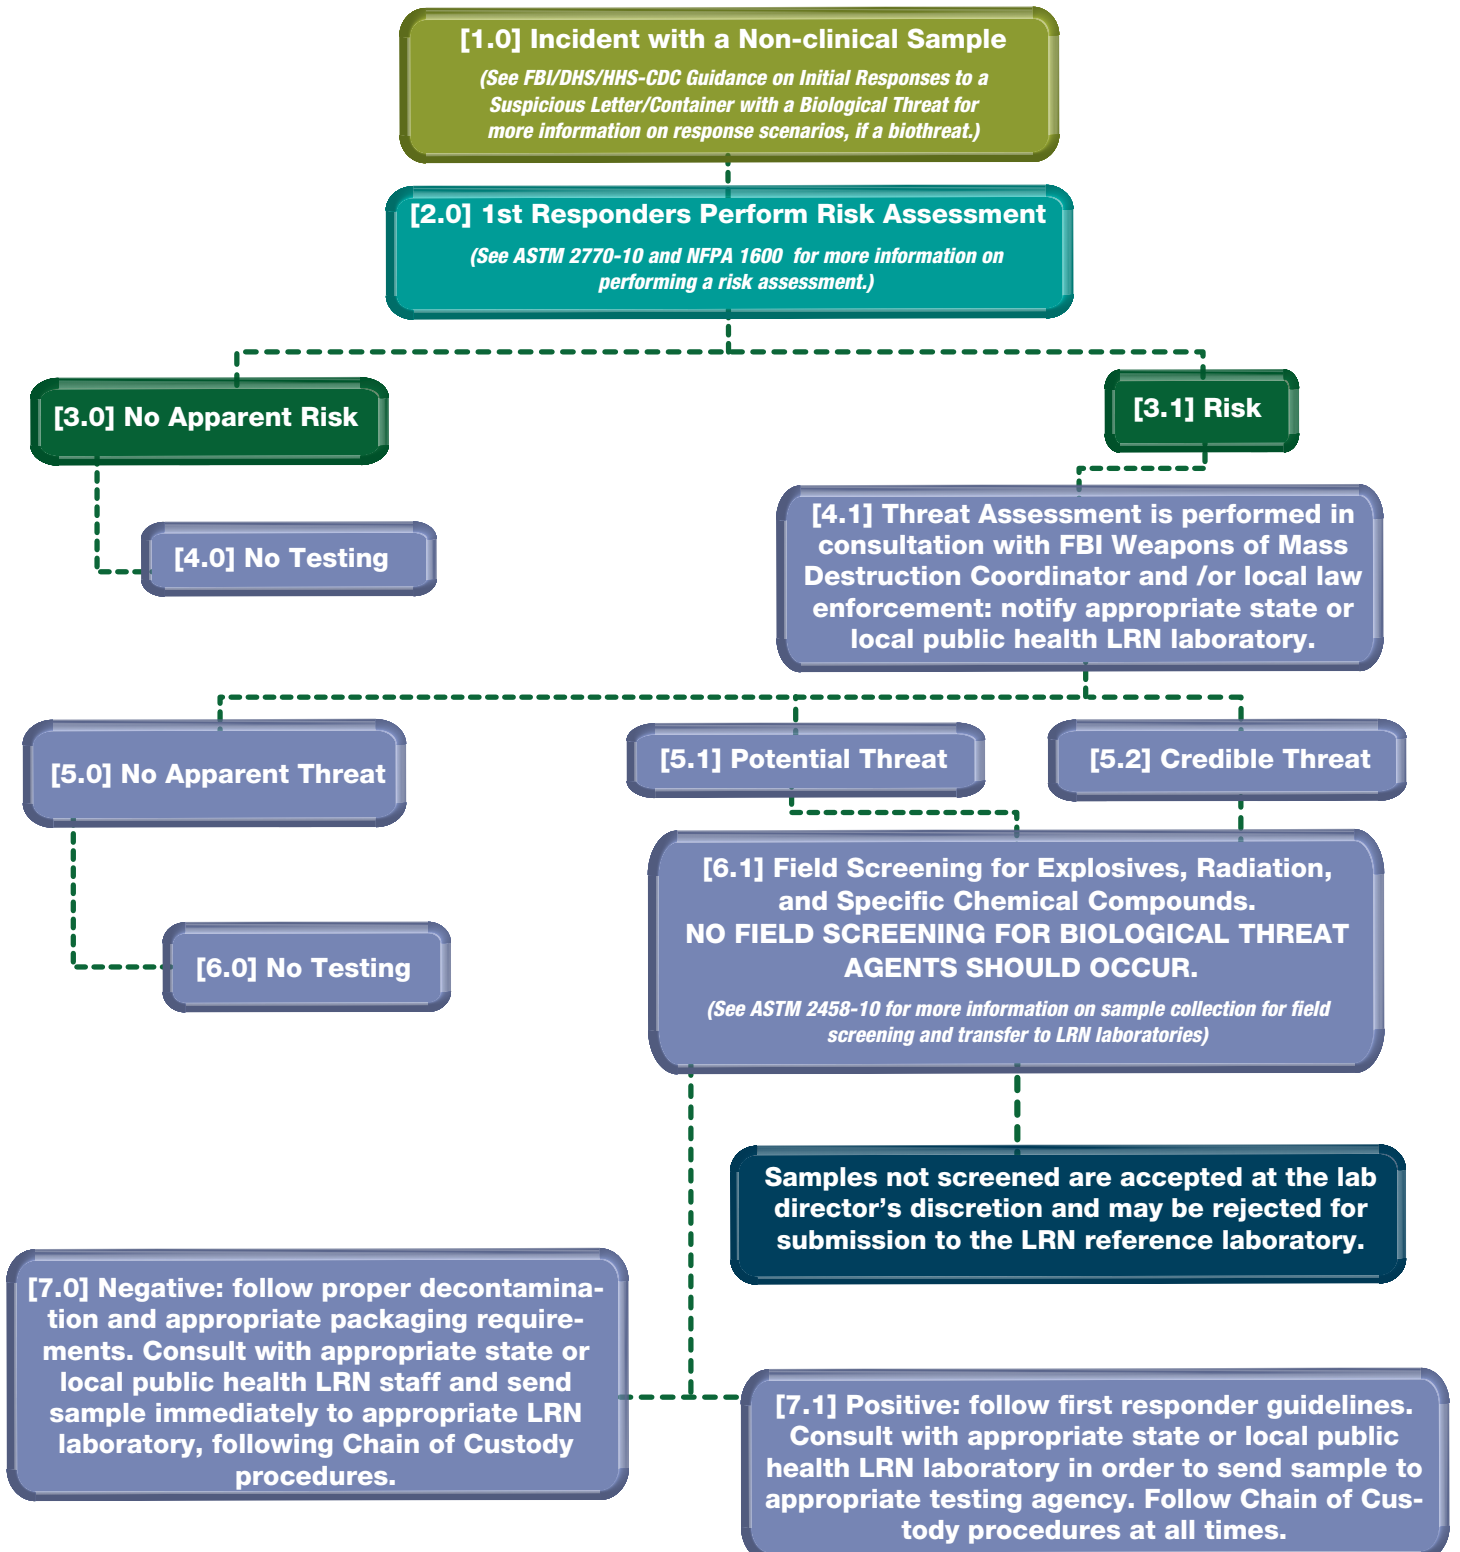 [1.0] Incident with a Non-clinical Sample
(See FBI/DHS/HHS-CDC Guidance on Initial Responses to a
Suspicious Letter/Container with a Biological Threat for
more information on response scenarios, if a biothreat.)
[2.0] 1st Responders Perform Risk Assessment
(See ASTM 2770-10 and NFPA 1600 for more information on
performing a risk assessment.)
[3.0] No Apparent Risk
[3.1] Risk
[4.0] No Testing
[4.1] Threat Assessment is performed in
consultation with FBI Weapons of Mass
Destruction Coordinator and /or local law
enforcement: notify appropriate state or
local public health LRN laboratory.
[5.0] No Apparent Threat
[5.1] Potential Threat
[5.2] Credible Threat
[6.0] No Testing
[6.1] Field Screening for Explosives, Radiation,
and Specific Chemical Compounds.
NO FIELD SCREENING FOR BIOLOGICAL THREAT
AGENTS SHOULD OCCUR.
(See ASTM 2458-10 for more information on sample collection for field
screening and transfer to LRN laboratories)
Samples not screened are accepted at the lab
director’s discretion and may be rejected for
submission to the LRN reference laboratory.
[7.0] Negative: follow proper decontamina-
tion and appropriate packaging require-
ments. Consult with appropriate state or
local public health LRN staff and send
sample immediately to appropriate LRN
laboratory, following Chain of Custody
procedures.
[7.1] Positive: follow first responder guidelines.
Consult with appropriate state or local public
health LRN laboratory in order to send sample to
appropriate testing agency. Follow Chain of Cus-
tody procedures at all times.